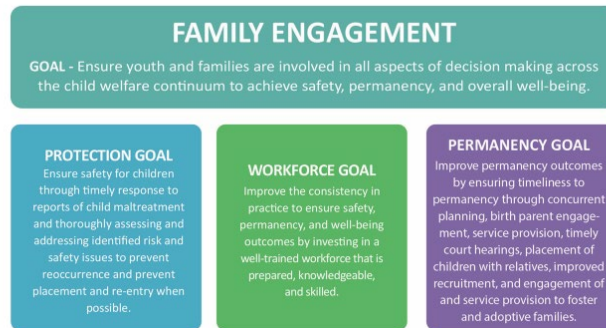 FAMILY ENGAGEMENT
GOAL - Ensure youth and families are involved in all aspects of decision making across
the child welfare continuum to achieve safety, permanency, and overall well-being.
PROTECTION GOAL
Ensure safety for children
through timely response to
reports of child maltreatment
and thoroughly assessing and
addressing identified risk and
safety issues to prevent
reoccurrence and prevent
placement and re-entry when
possible.
WORKFORCE GOAL
Improve the consistency in
practice to ensure safety,
permanency, and well-being
outcomes by investing in a
well-trained workforce that is
prepared, knowledgeable,
and skilled.
PERMANENCY GOAL
Improve permanency outcomes
by ensuring timeliness to
permanency through concurrent
planning, birth parent engage-
ment, service provision, timely
court hearings, placement of
children with relatives, improved
recruitment, and engagement of
and service provision to foster
and adoptive families.